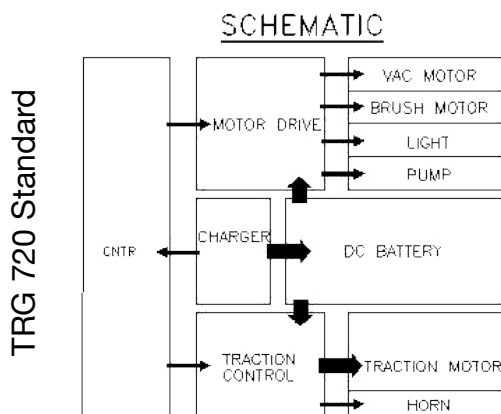 SCHEMATIC
TRG 720 Standard
VAC MOTOR
BRUSH MOTOR
MOTOR DRIVE
LIGHT
PUMP
CHARGER
CNTR
DC BATTERY
TRACTION
CONTROL
TRACTION MOTOR
HORN